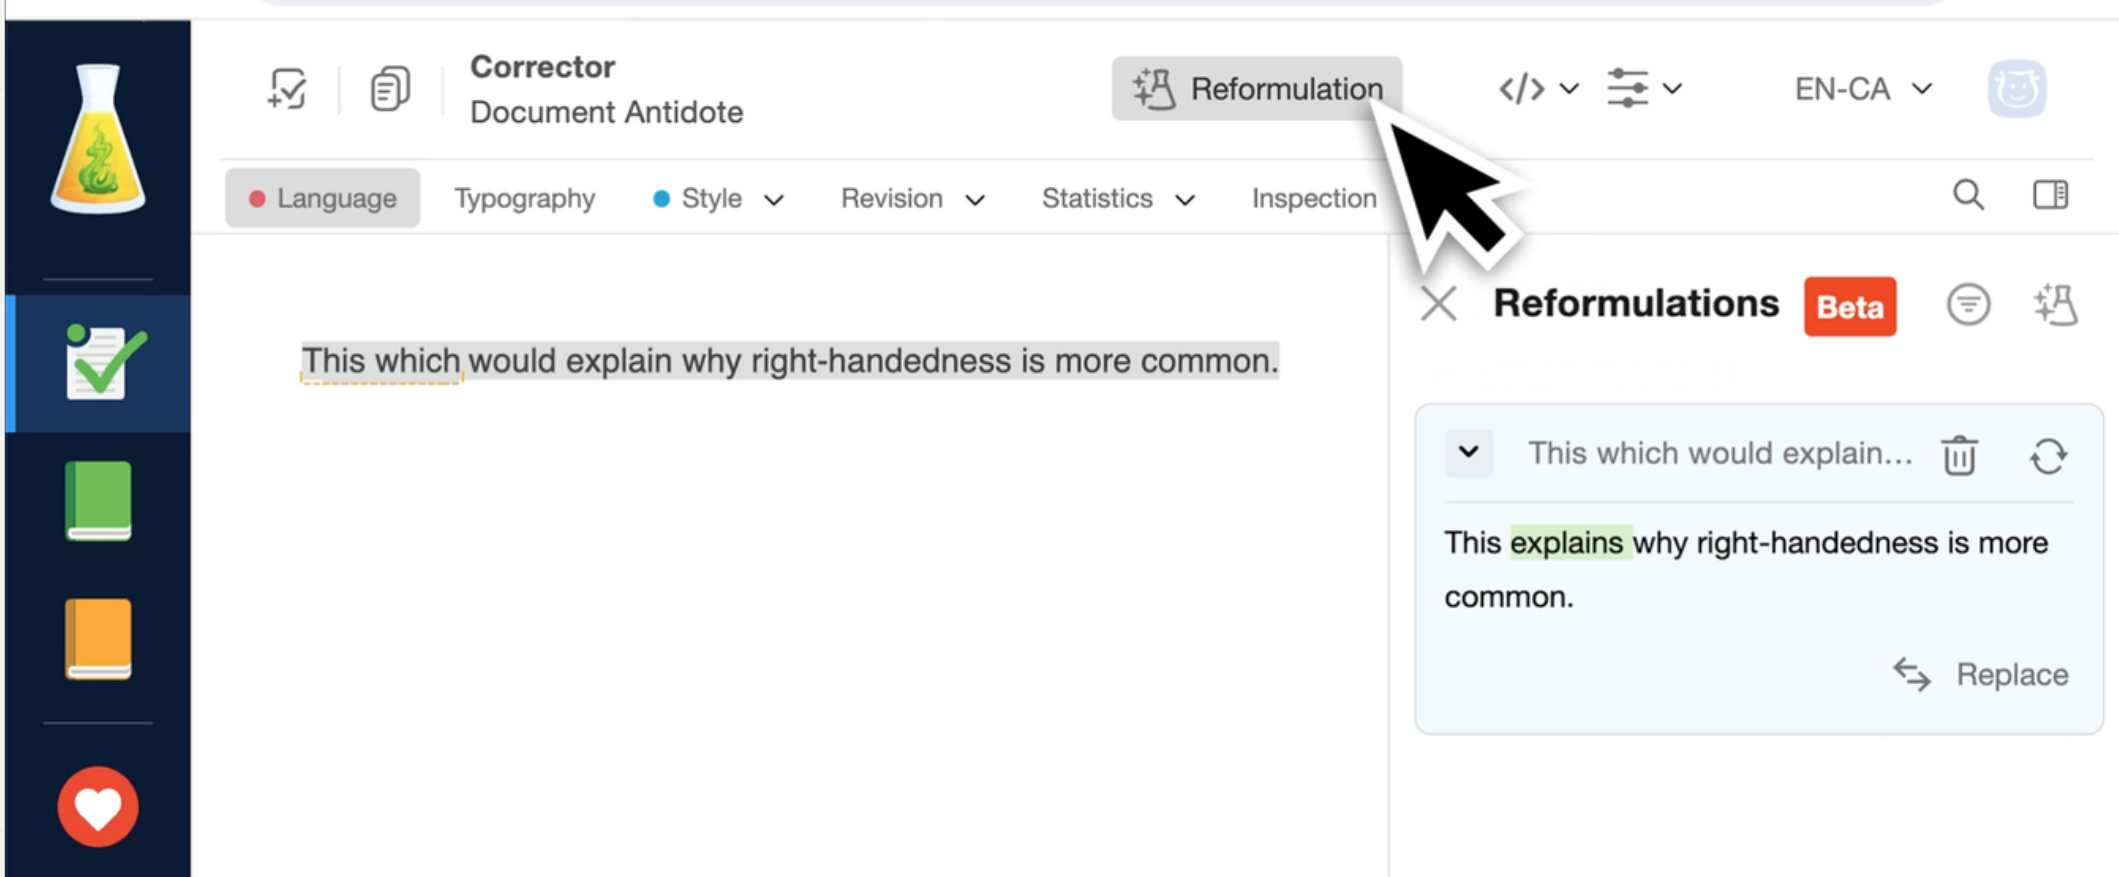 Corrector
Document Antidote
Reformulation
EN-CA
Language Typography Style Revision Statistics Inspection
This which would explain why right-handedness is more common.
Reformulations Beta
This which would explain...
This explains why right-handedness is more
common.
Replace